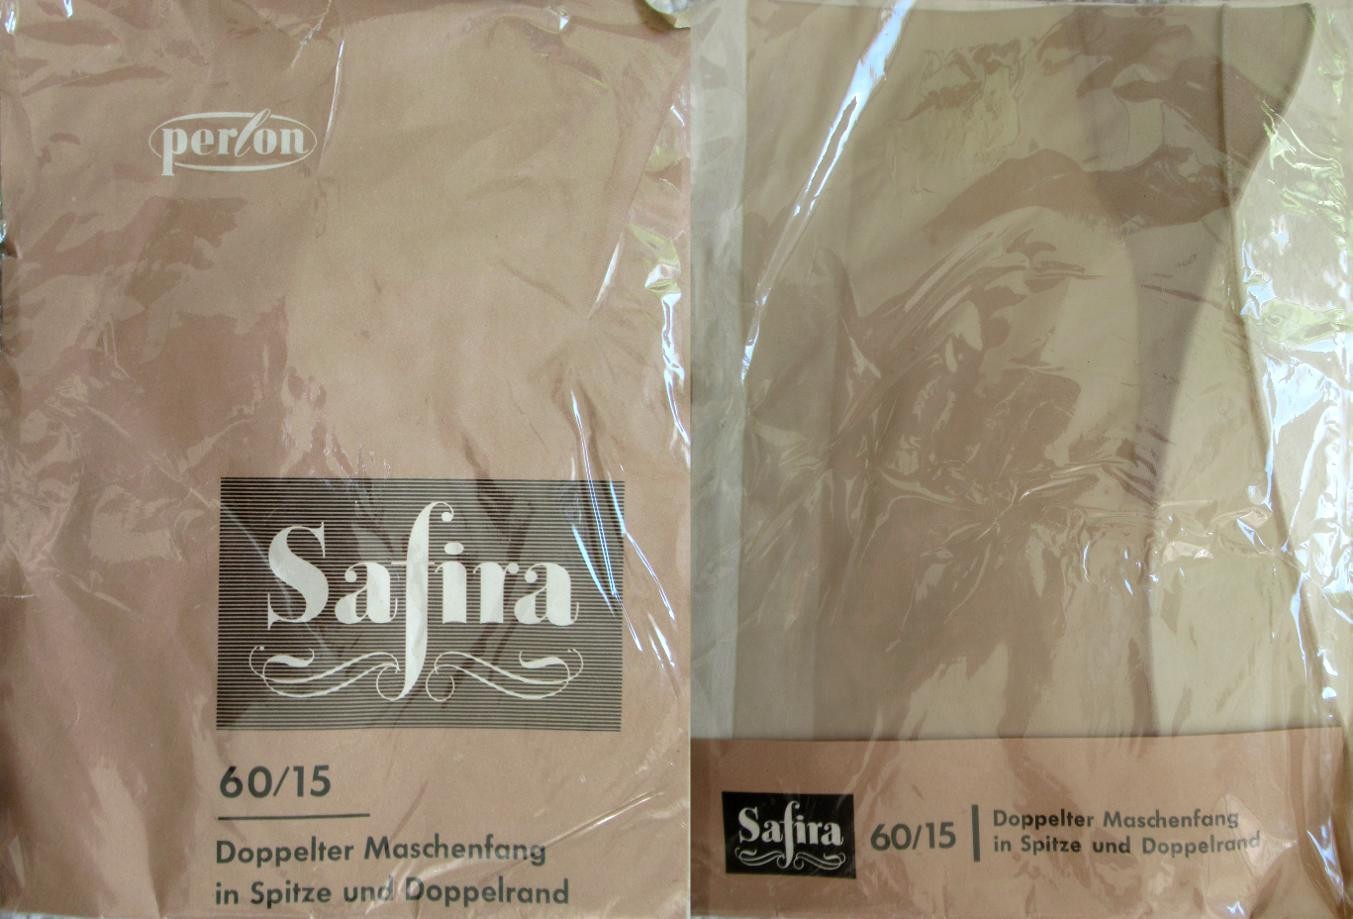 perlon
Safira
60/15
Doppelter Maschenfang
in Spitze und Doppelrand
Safira
60/15
Doppelter Maschenfang
in Spitze und Doppelrand